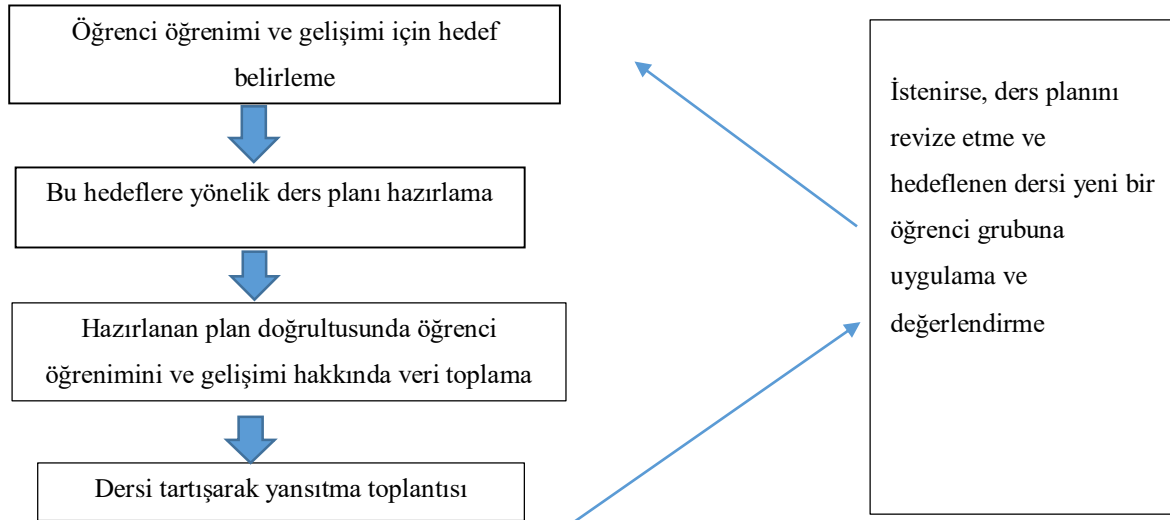 Öğrenci öğrenimi ve gelişimi için hedef
belirleme
Bu hedeflere yönelik ders planı hazırlama
Hazırlanan plan doğrultusunda öğrenci
öğrenimini ve gelişimi hakkında veri toplama
Dersi tartışarak yansıtma toplantısı
İstenirse, ders planını
revize etme ve
hedeflenen dersi yeni bir
öğrenci grubuna
uygulama ve
değerlendirme